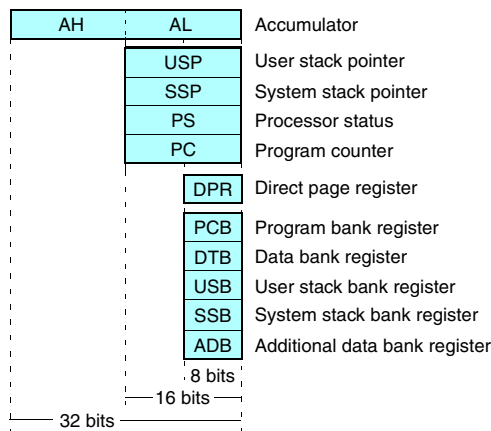 AH AL Accumulator
USP User stack pointer
SSP System stack pointer
PS Processor status
PC Program counter
DPR Direct page register
PCB Program bank register
DTB Data bank register
USB User stack bank register
SSB System stack bank register
ADB Additional data bank register
8 bits
16 bits
32 bits